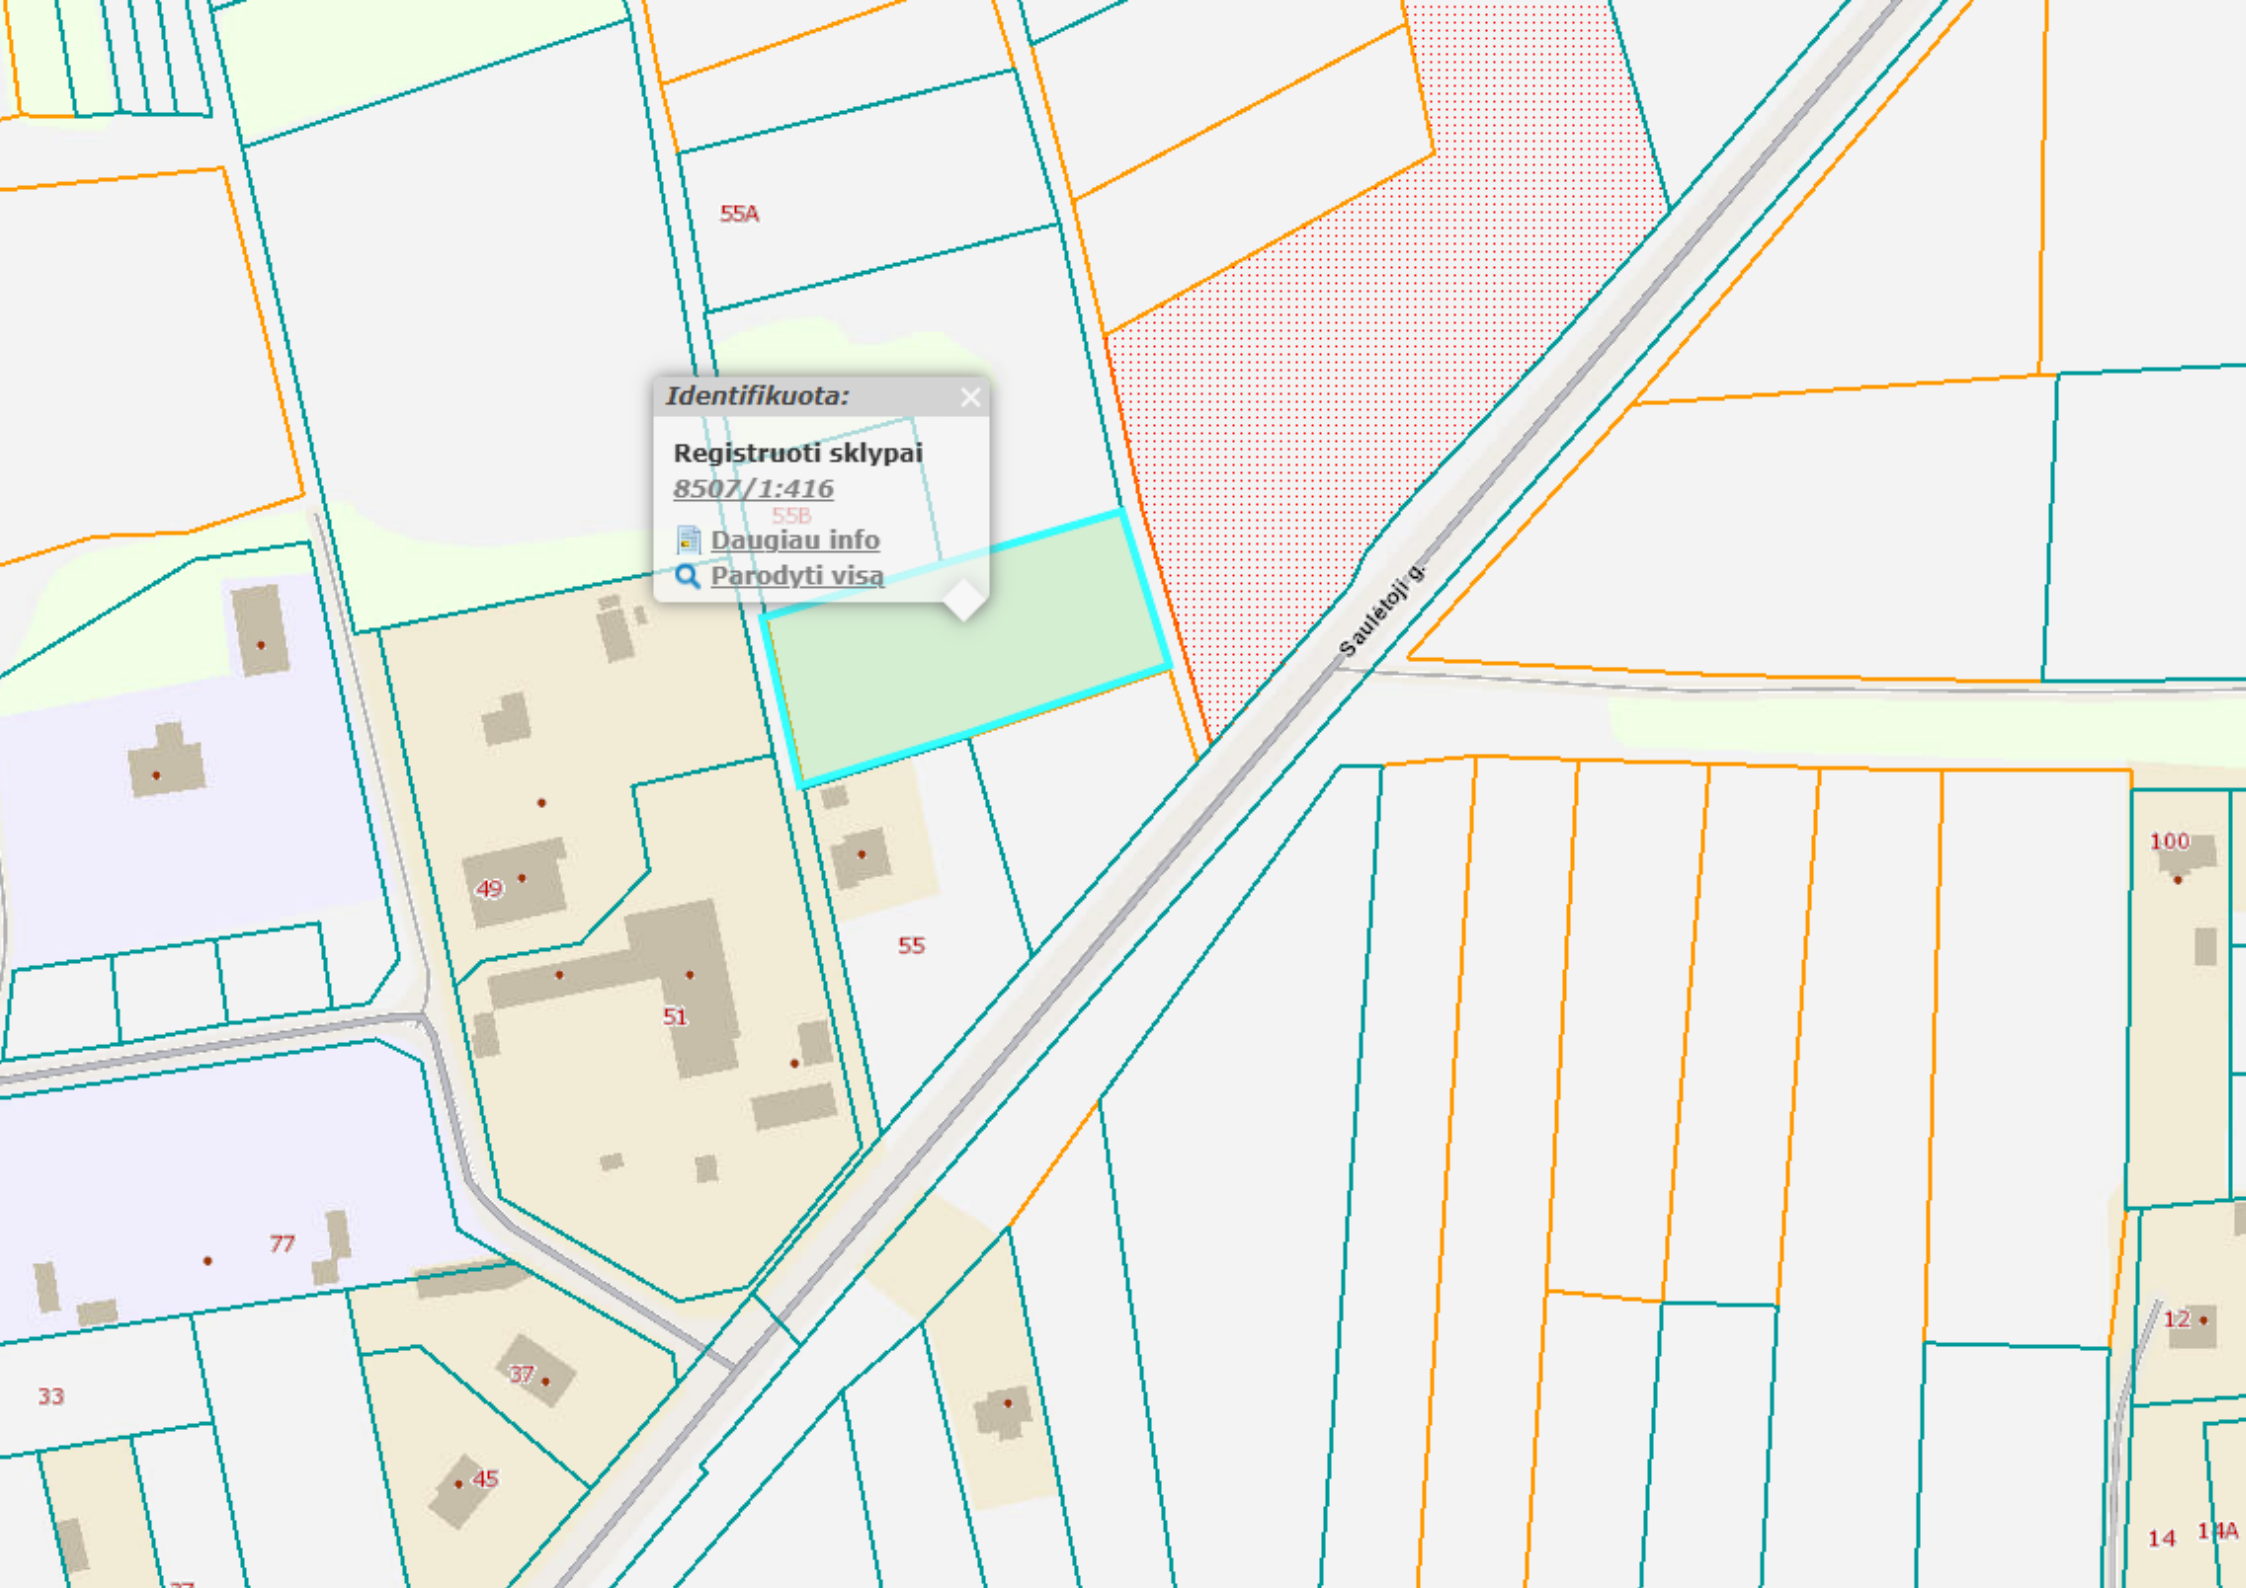 55A
Identifikuota:
Registruoti sklypai
8507/1:416
55B
Daugiau info
Parodyti visą
Saulėtoji g.
100
49
55
51
77
12
37
33
45
14
14A